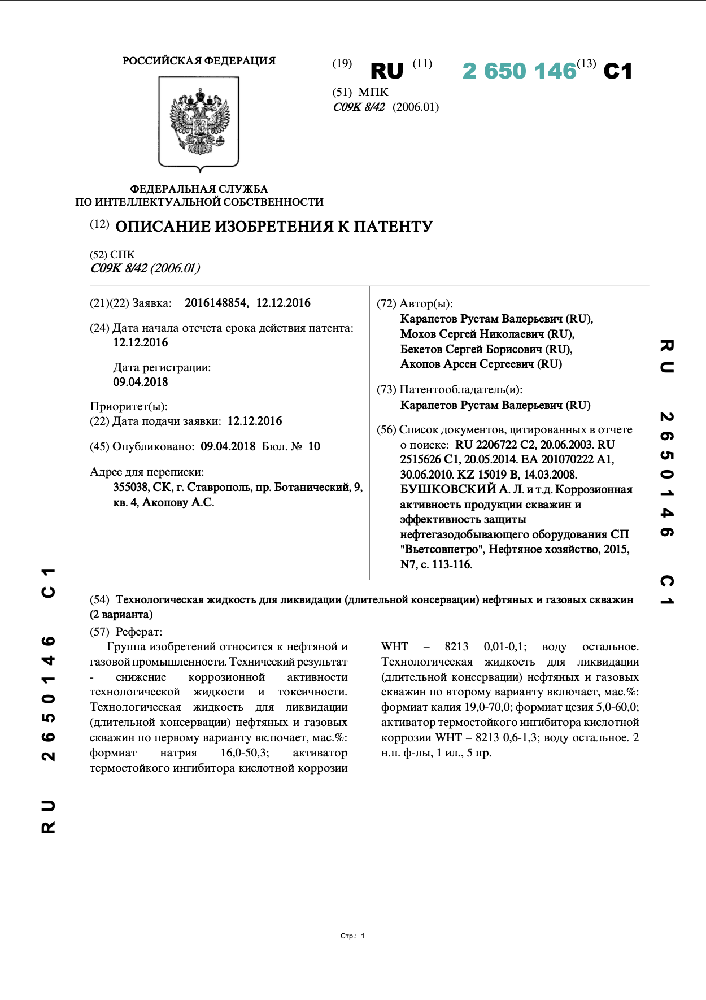 РОССИЙСКАЯ ФЕДЕРАЦИЯ
(19) RU (11) 2 650 146 (13) C1
(51) МПК
C09K 8/42 (2006.01)
ФЕДЕРАЛЬНАЯ СЛУЖБА
ПО ИНТЕЛЛЕКТУАЛЬНОЙ СОБСТВЕННОСТИ
(12) ОПИСАНИЕ ИЗОБРЕТЕНИЯ К ПАТЕНТУ
(52) СПК
C09K 8/42 (2006.01)
(21)(22) Заявка: 2016148854, 12.12.2016
(24) Дата начала отсчета срока действия патента:
12.12.2016
Дата регистрации:
09.04.2018
Приоритет(ы):
(22) Дата подачи заявки: 12.12.2016
(45) Опубликовано: 09.04.2018 Бюл. № 10
Адрес для переписки:
355038, СК, г. Ставрополь, пр. Ботанический, 9,
кв. 4, Акопову А.С.
(72) Автор(ы):
Карапетов Рустам Валерьевич (RU),
Мохов Сергей Николаевич (RU),
Бекетов Сергей Борисович (RU),
Акопов Арсен Сергеевич (RU)
(73) Патентообладатель(и):
Карапетов Рустам Валерьевич (RU)
(56) Список документов, цитированных в отчете
о поиске: RU 2206722 C2, 20.06.2003. RU
2515626 C1, 20.05.2014. EA 201070222 A1,
30.06.2010. KZ 15019 B, 14.03.2008.
БУШКОВСКИЙ А. Л. и т.д. Коррозионная
активность продукции скважин и
эффективность защиты
нефтегазодобывающего оборудования СП
"Вьетсовпетро", Нефтяное хозяйство, 2015,
N7, с. 113-116.
(54) Технологическая жидкость для ликвидации (длительной консервации) нефтяных и газовых скважин
(2 варианта)
(57) Реферат:
Группа изобретений относится к нефтяной и
газовой промышленности. Технический результат
- снижение коррозионной активности
технологической жидкости и токсичности.
Технологическая жидкость для ликвидации
(длительной консервации) нефтяных и газовых
скважин по первому варианту включает, мас.%:
формиат натрия 16,0-50,3; активатор
термостойкого ингибитора кислотной коррозии
WHT – 8213 0,01-0,1; воду остальное.
Технологическая жидкость для ликвидации
(длительной консервации) нефтяных и газовых
скважин по второму варианту включает, мас.%:
формиат калия 19,0-70,0; формиат цезия 5,0-60,0;
активатор термостойкого ингибитора кислотной
коррозии WHT – 8213 0,6-1,3; воду остальное. 2
н.п. ф-лы, 1 ил., 5 пр.
RU 2650146 C1
RU 2650146 C1
Стр.: 1